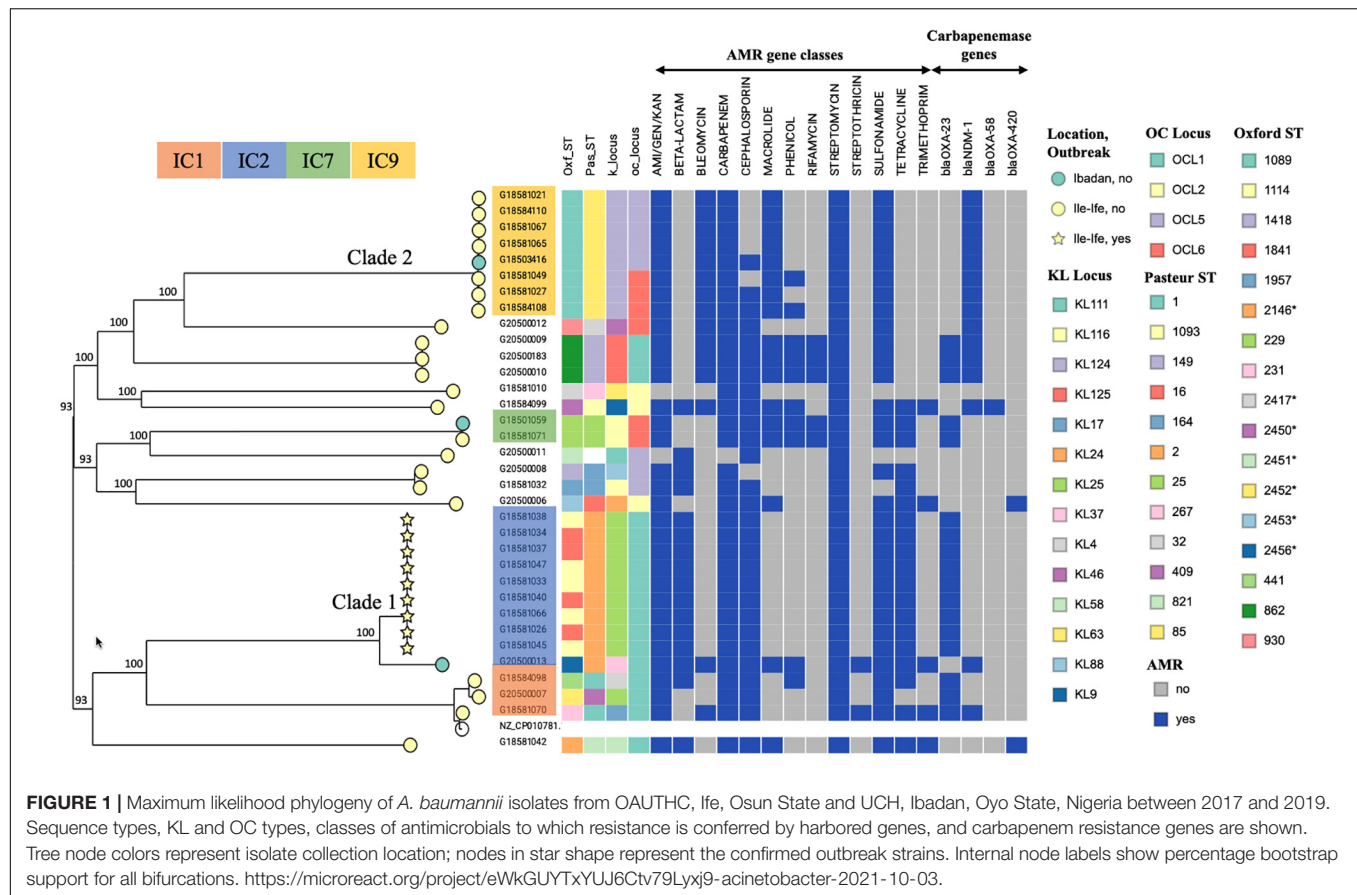 IC1 IC2 IC7 IC9
AMR gene classes
Carbapenemase
genes
Oxf_ST
Pas_ST
k_locus
oc_locus
AMI/GEN/KAN
BETA-LACTAM
BLEOMYCIN
CARBAPENEM
CEPHALOSPORIN
MACROLIDE
PHENICOL
RIFAMYCIN
STREPTOMYCIN
STREPTOTHRICIN
SULFONAMIDE
TETRACYCLINE
TRIMETHOPRIM
blaOXA-23
blaNDM-1
blaOXA-58
blaOXA-420
Clade 2
Clade 1
100
100
100
100
93
100
93
100
100
100
93
G18581021
G18584110
G18581067
G18581065
G18503416
G18581049
G18581027
G18584108
G20500012
G20500009
G20500183
G20500010
G18581010
G18584099
G18501059
G18581071
G20500011
G20500008
G18581032
G20500006
G18581038
G18581034
G18581037
G18581047
G18581033
G18581040
G18581066
G18581026
G18581045
G20500013
G18584098
G20500007
G18581070
NZ_CP010781.
G18581042
Location,
Outbreak
Ibadan, no
Ile-Ife, no
Ile-Ife, yes
KL Locus
KL111
KL116
KL124
KL125
KL17
KL24
KL25
KL37
KL4
KL46
KL58
KL63
KL88
KL9
OC Locus
OCL1
OCL2
OCL5
OCL6
Pasteur ST
1
1093
149
16
164
2
25
267
32
409
821
85
AMR
no
yes
Oxford ST
1089
1114
1418
1841
1957
2146*
229
231
2417*
2450*
2451*
2452*
2453*
2456*
441
862
930
FIGURE 1 | Maximum likelihood phylogeny of A. baumannii isolates from OAUTHC, Ife, Osun State and UCH, Ibadan, Oyo State, Nigeria between 2017 and 2019.
Sequence types, KL and OC types, classes of antimicrobials to which resistance is conferred by harbored genes, and carbapenem resistance genes are shown.
Tree node colors represent isolate collection location; nodes in star shape represent the confirmed outbreak strains. Internal node labels show percentage bootstrap
support for all bifurcations. https://microreact.org/project/eWkGUYTxYUJ6Ctv79Lyxj9-acinetobacter-2021-10-03.